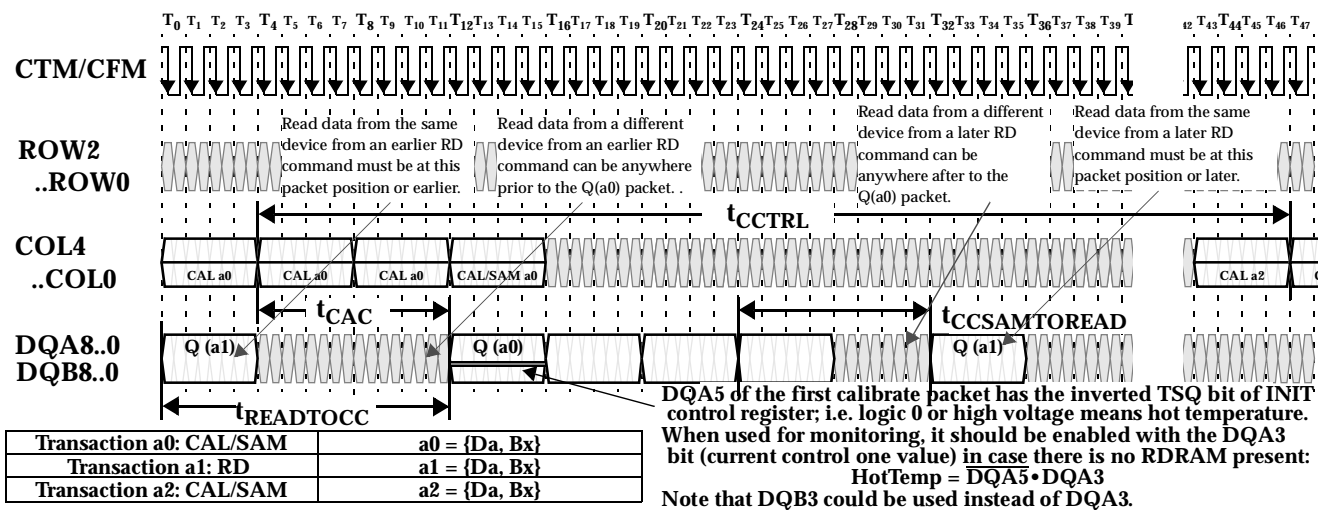 T0 T1 T2 T3 T4 T5 T6 T7 T8 T9 T10 T11 T12 T13 T14 T15 T16 T17 T18 T19 T20 T21 T22 T23 T24 T25 T26 T27 T28 T29 T30 T31 T32 T33 T34 T35 T36 T37 T38 T39 T 42 T43 T44 T45 T46 T47
CTM/CFM
Read data from the same
device from an earlier RD
command must be at this
packet position or earlier.
Read data from a different
device from an earlier RD
command can be anywhere
prior to the Q(a0) packet. .
Read data from a different
device from a later RD
command can be
anywhere after to the
Q(a0) packet.
Read data from the same
device from a later RD
command must be at this
packet position or later.
ROW2
..ROW0
tCCTRL
COL4
..COL0
CAL a0 CAL a0 CAL a0 CAL/SAM a0 CAL a2
tCAC
tCCSAMTOREAD
DQA8..0
DQB8..0
Q (a1) Q (a0) Q (a1)
tREADTOCC
DQA5 of the first calibrate packet has the inverted TSQ bit of INIT
control register; i.e. logic 0 or high voltage means hot temperature.
When used for monitoring, it should be enabled with the DQA3
bit (current control one value) in case there is no RDRAM present:
HotTemp = D̅Q̅A̅5̅•DQA3
Note that DQB3 could be used instead of DQA3.
Transaction a0: CAL/SAM a0 = {Da, Bx}
Transaction a1: RD a1 = {Da, Bx}
Transaction a2: CAL/SAM a2 = {Da, Bx}